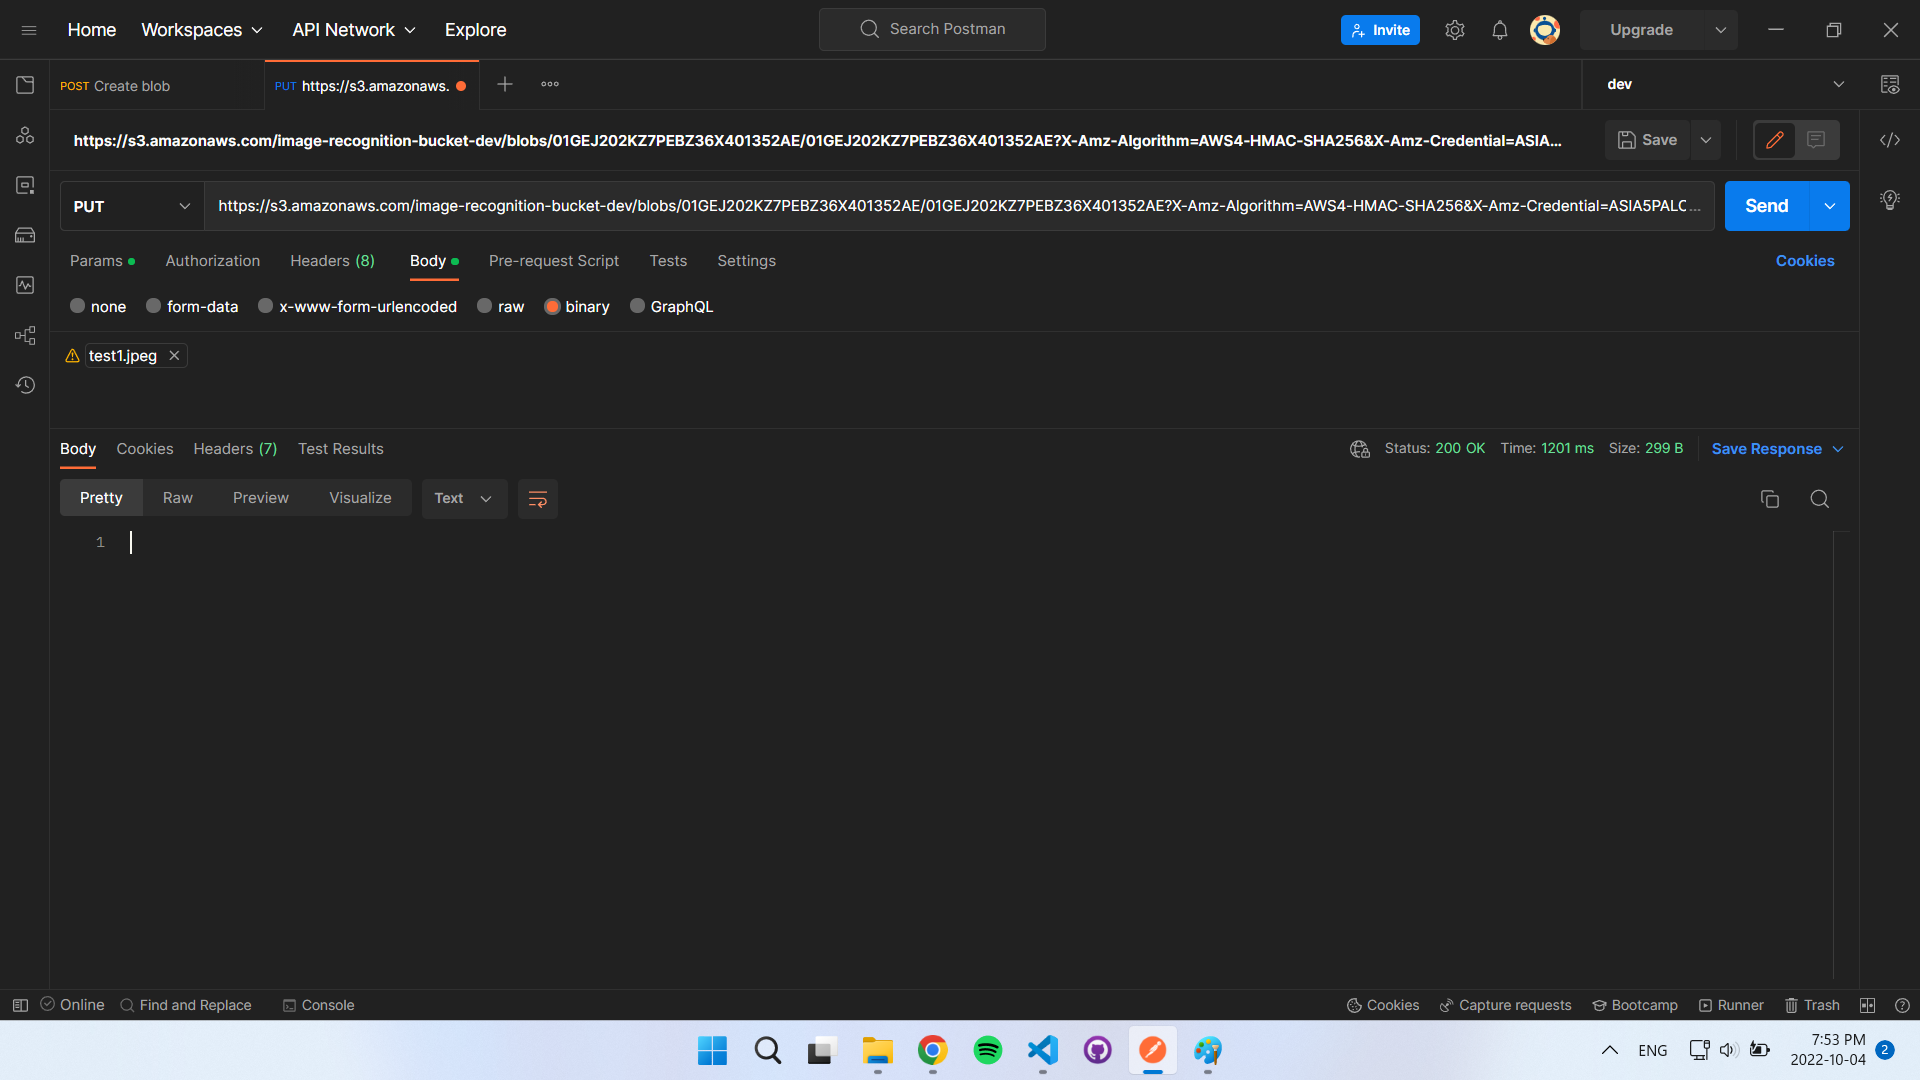 Home Workspaces API Network Explore Search Postman Invite Upgrade
POST Create blob PUT https://s3.amazonaws. dev
https://s3.amazonaws.com/image-recognition-bucket-dev/blobs/01GEJ202KZ7PEBZ36X401352AE/01GEJ202KZ7PEBZ36X401352AE?X-Amz-Algorithm=AWS4-HMAC-SHA256&X-Amz-Credential=ASIA... Save
PUT https://s3.amazonaws.com/image-recognition-bucket-dev/blobs/01GEJ202KZ7PEBZ36X401352AE/01GEJ202KZ7PEBZ36X401352AE?X-Amz-Algorithm=AWS4-HMAC-SHA256&X-Amz-Credential=ASIA5PALC... Send
Params Authorization Headers (8) Body Pre-request Script Tests Settings Cookies
none form-data x-www-form-urlencoded raw binary GraphQL
test1.jpeg
Body Cookies Headers (7) Test Results Status: 200 OK Time: 1201 ms Size: 299 B Save Response
Pretty Raw Preview Visualize Text
1
Online Find and Replace Console Cookies Capture requests Bootcamp Runner Trash
ENG 7:53 PM
2022-10-04 2